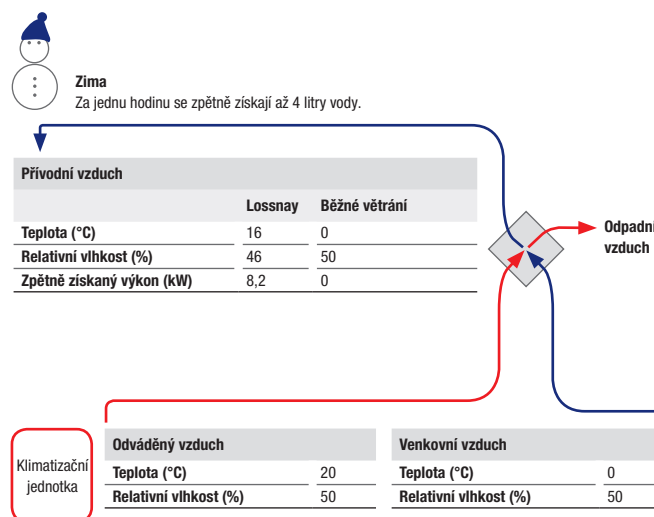 Zima
Za jednu hodinu se zpětně získají až 4 litry vody.
Přívodní vzduch
Lossnay Běžné větrání
Teplota (°C) 16 0
Relativní vlhkost (%) 46 50
Zpětně získaný výkon (kW) 8,2 0
Odpadní
vzduch
Klimatizační
jednotka
Odváděný vzduch
Teplota (°C) 20
Relativní vlhkost (%) 50
Venkovní vzduch
Teplota (°C) 0
Relativní vlhkost (%) 50